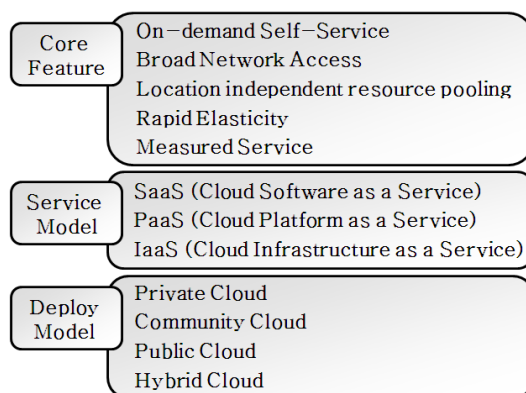 Core
Feature
On-demand Self-Service
Broad Network Access
Location independent resource pooling
Rapid Elasticity
Measured Service
Service
Model
SaaS (Cloud Software as a Service)
PaaS (Cloud Platform as a Service)
IaaS (Cloud Infrastructure as a Service)
Deploy
Model
Private Cloud
Community Cloud
Public Cloud
Hybrid Cloud